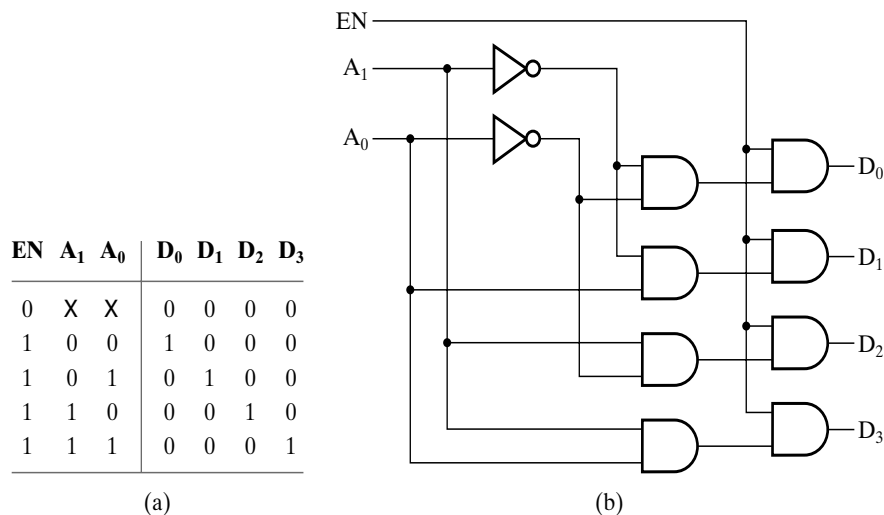 EN A₁ A₀ D₀ D₁ D₂ D₃
0 X X 0 0 0 0
1 0 0 1 0 0 0
1 0 1 0 1 0 0
1 1 0 0 0 1 0
1 1 1 0 0 0 1
(a)
EN
A₁
A₀
D₀
D₁
D₂
D₃
(b)